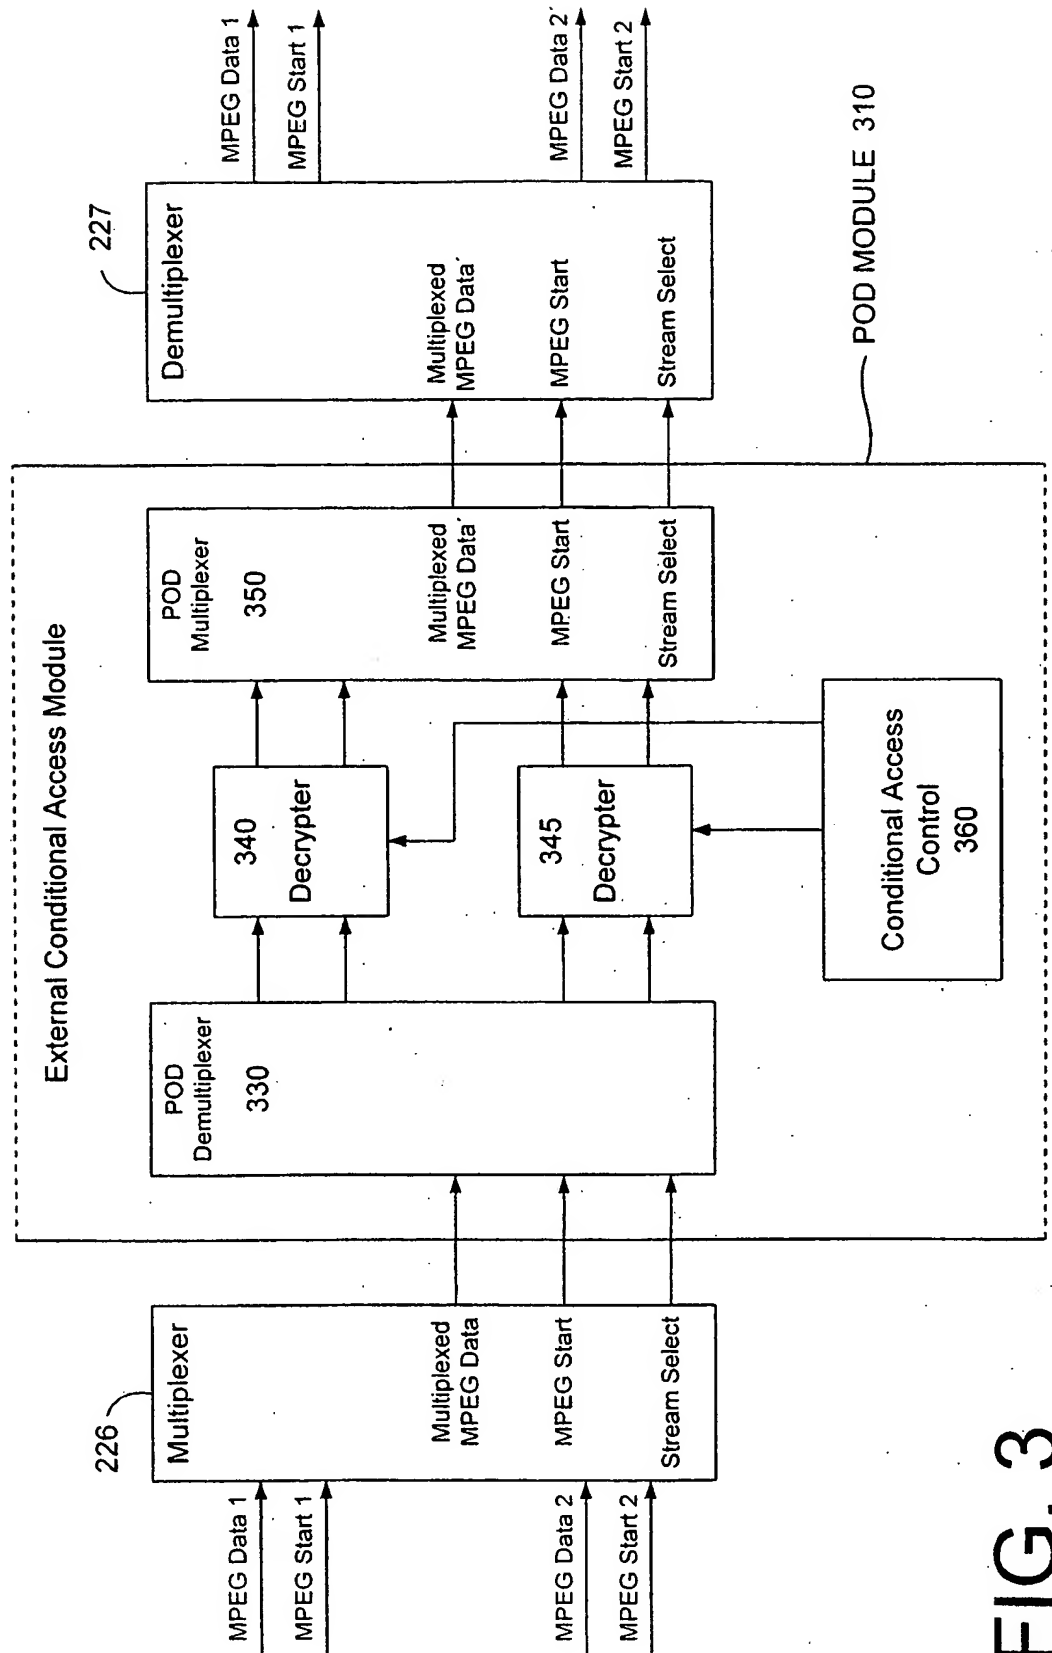 External Conditional Access Module
226
Multiplexer
MPEG Data 1
MPEG Start 1
MPEG Data 2
MPEG Start 2
Multiplexed
MPEG Data
MPEG Start
Stream Select
POD
Demultiplexer
330
340
Decrypter
345
Decrypter
Conditional Access
Control
360
POD
Multiplexer
350
Multiplexed
MPEG Data′
MPEG Start
Stream Select
227
Demultiplexer
Multiplexed
MPEG Data′
MPEG Start
Stream Select
MPEG Data 1
MPEG Start 1
MPEG Data 2′
MPEG Start 2
POD MODULE 310
FIG. 3